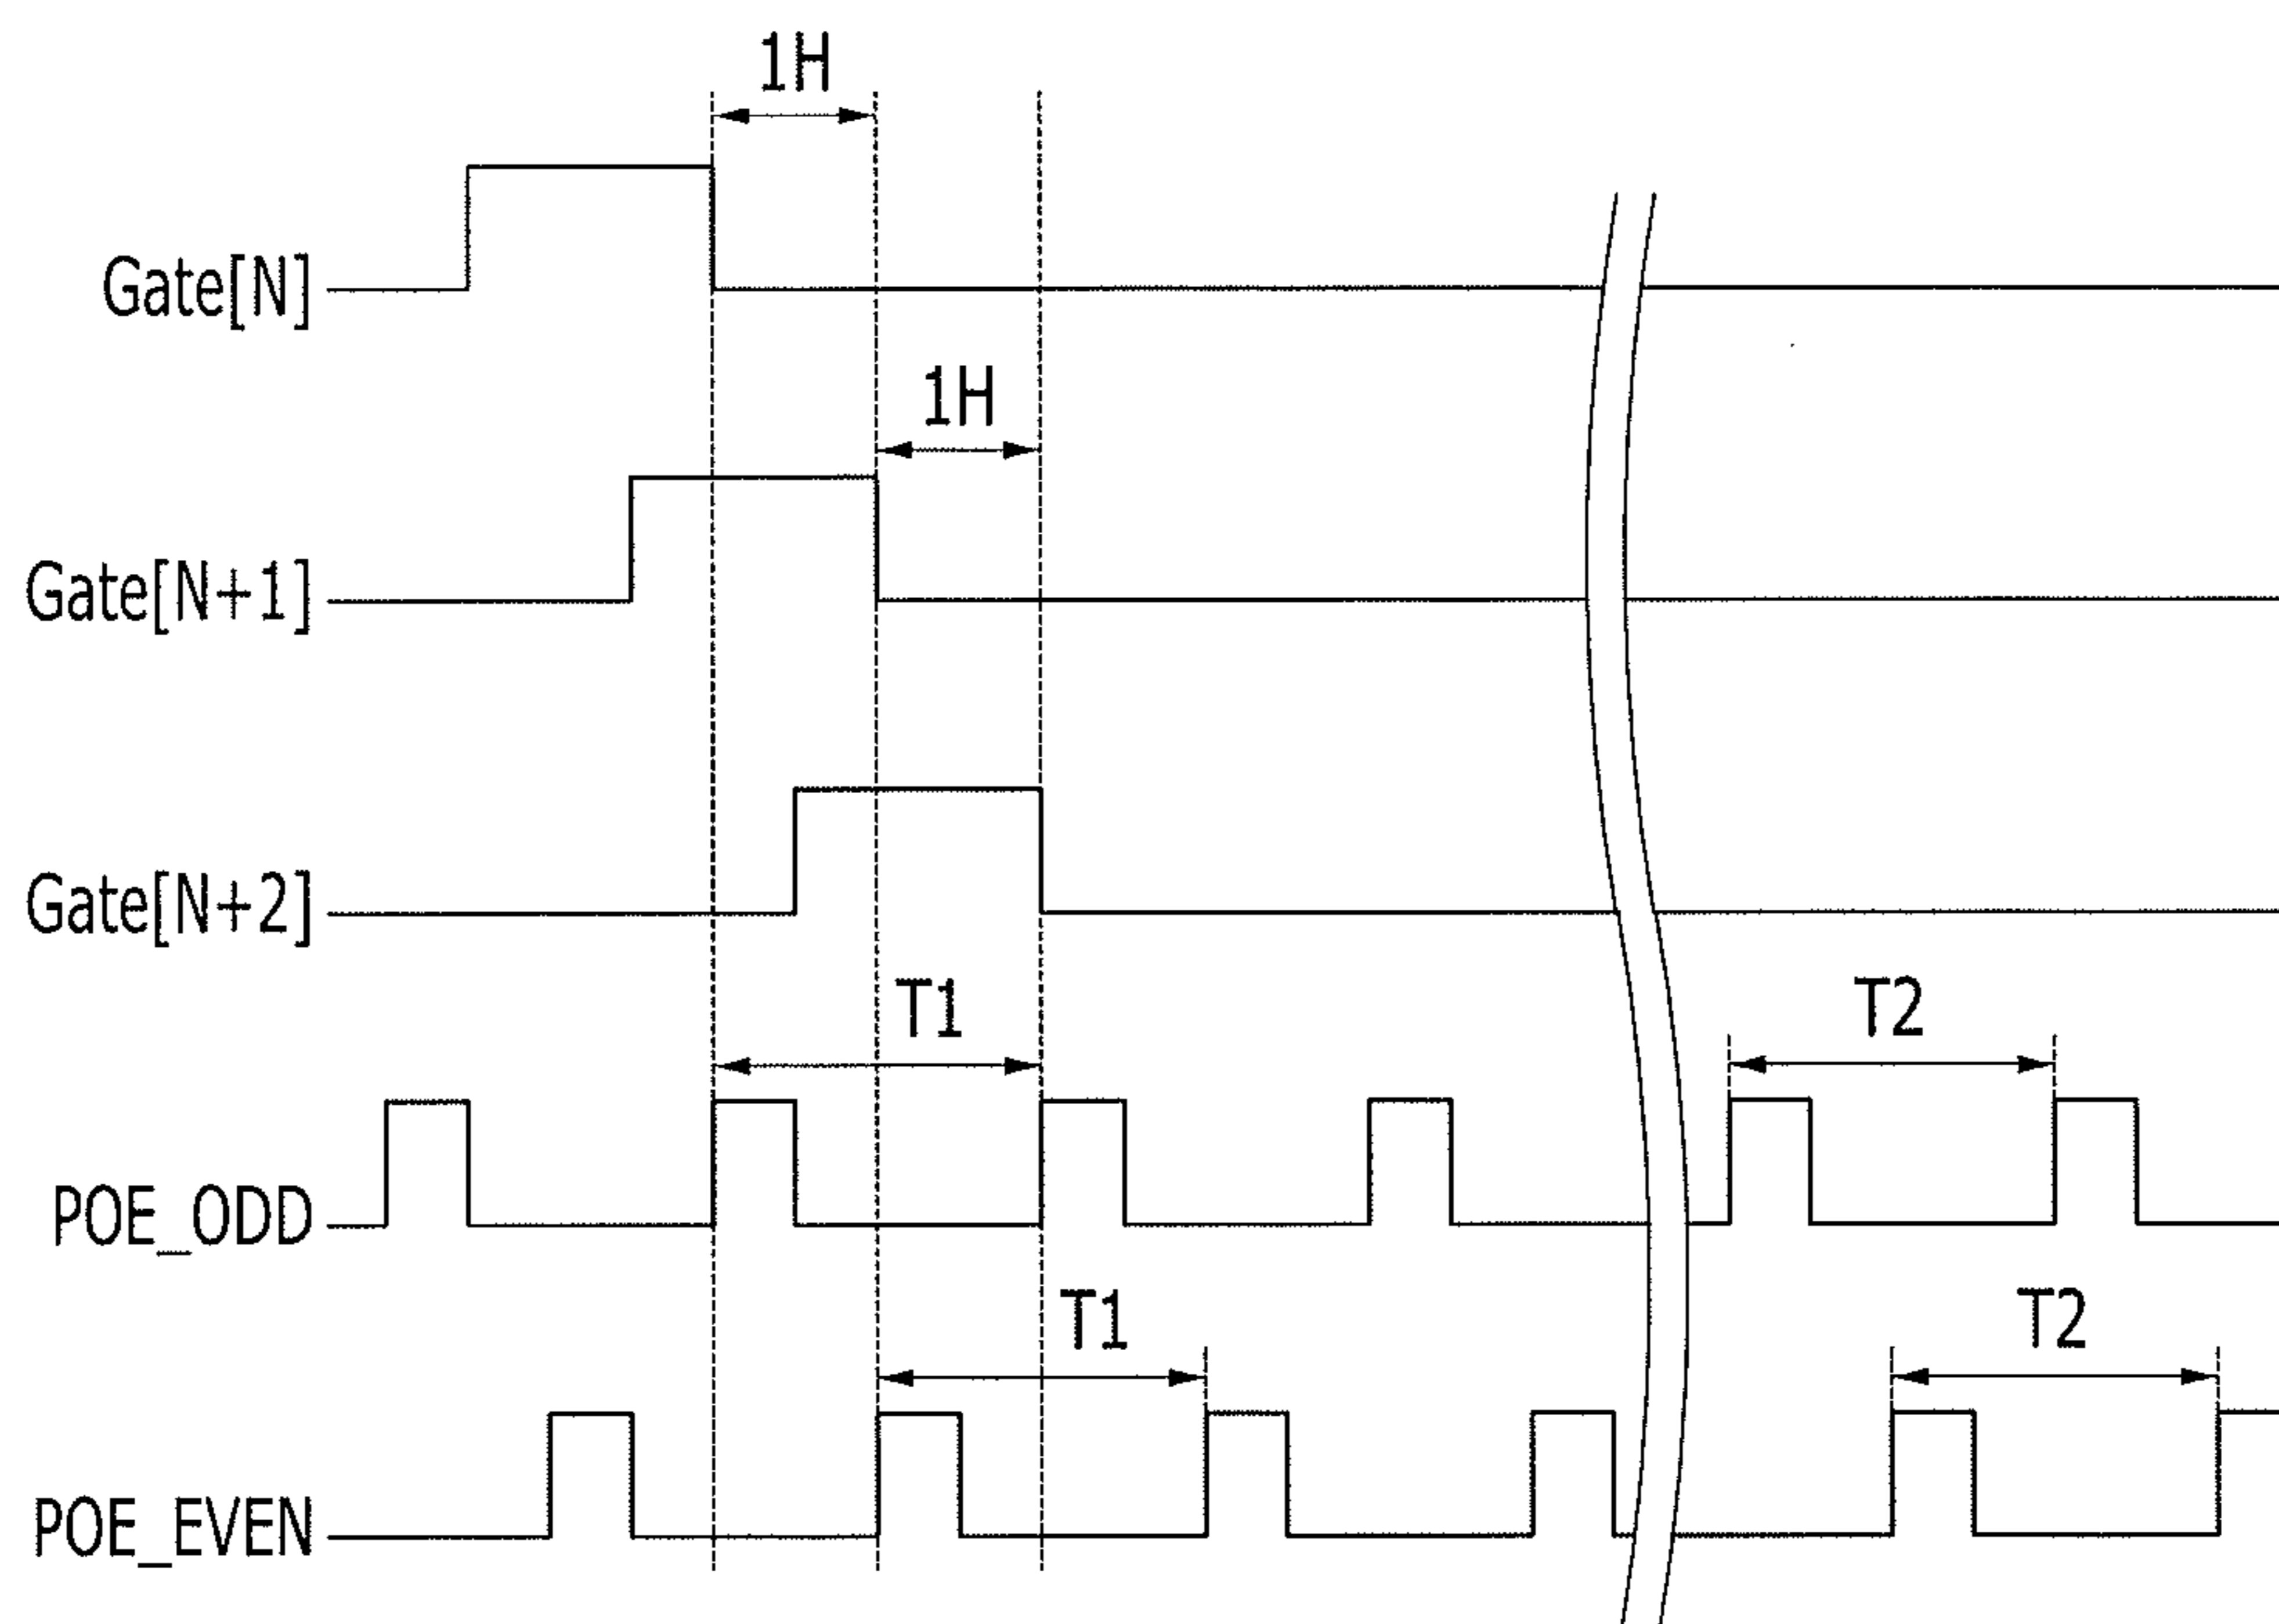 1H
Gate[N]
1H
Gate[N+1]
Gate[N+2]
T1
T2
POE_ODD
T1
T2
POE_EVEN